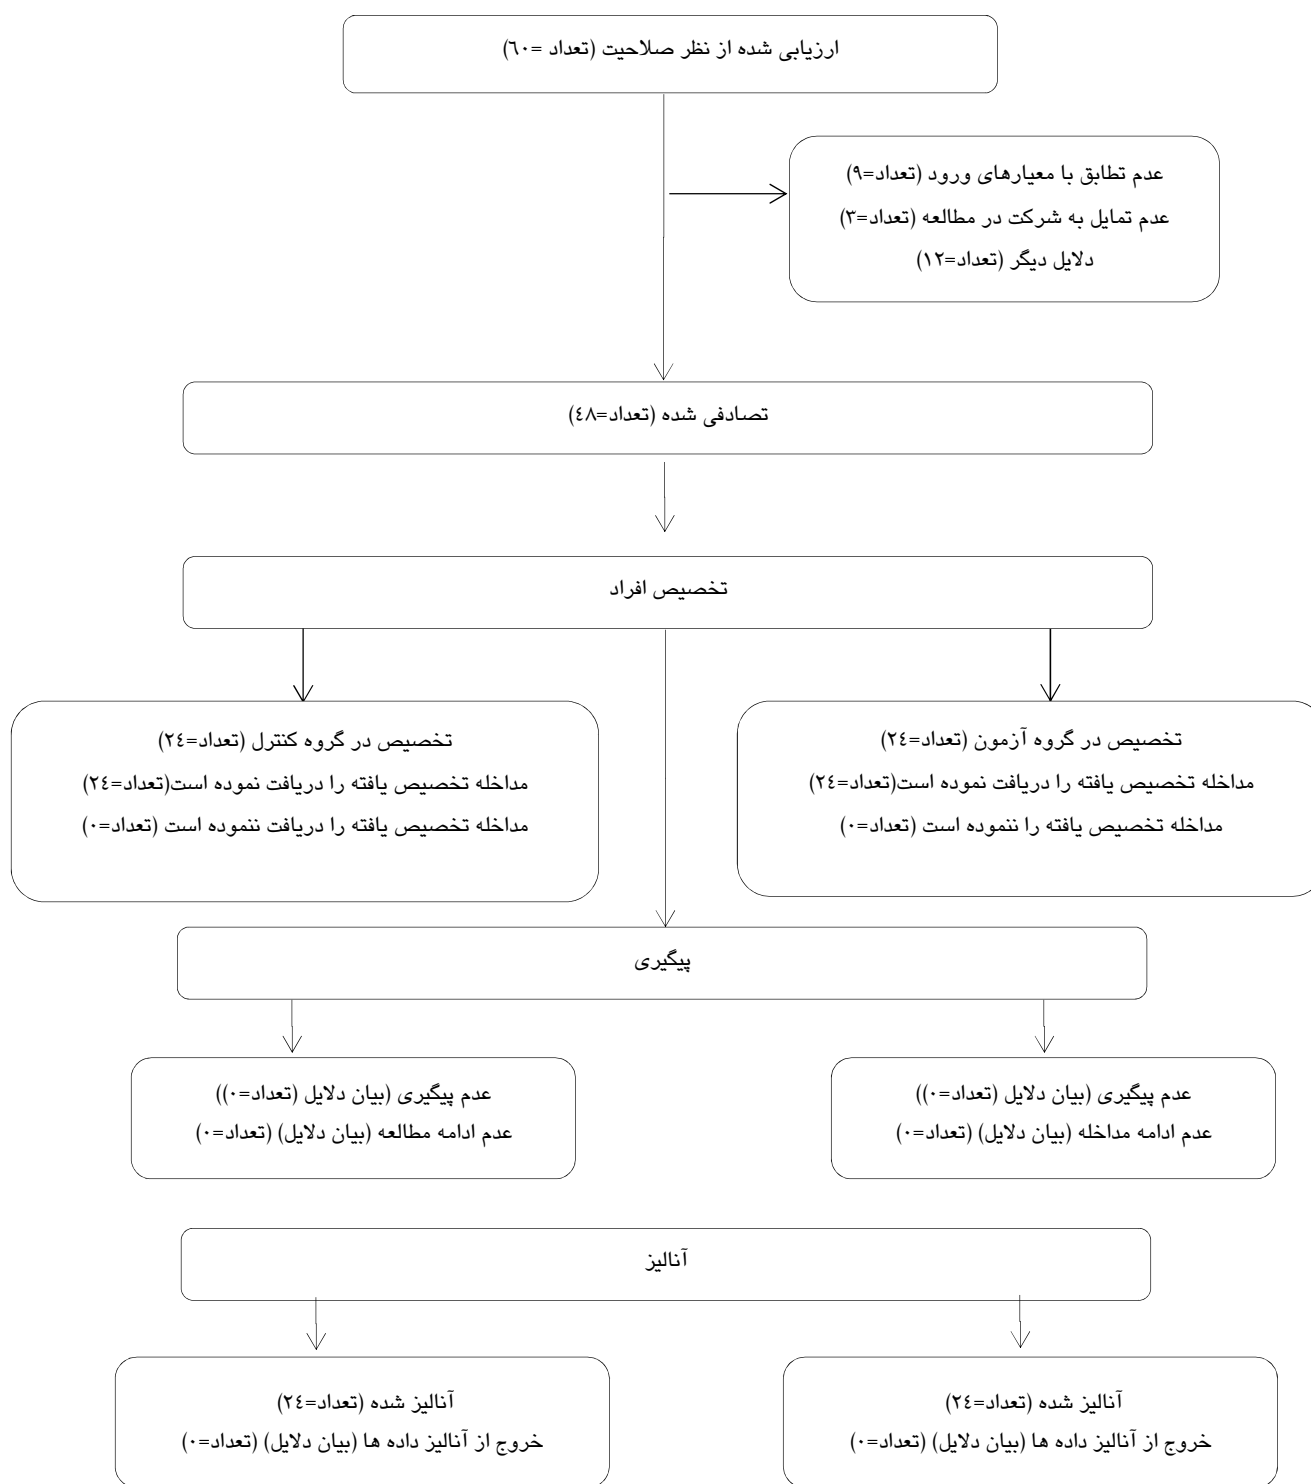 ارزیابی شده از نظر صلاحیت (تعداد =٦٠)
عدم تطابق با معیارهای ورود (تعداد=٩)
عدم تمایل به شرکت در مطالعه (تعداد=٣)
دلایل دیگر (تعداد=١٢)
تصادفی شده (تعداد=٤٨)
تخصیص افراد
تخصیص در گروه آزمون (تعداد=٢٤)
مداخله تخصیص یافته را دریافت نموده است(تعداد=٢٤)
مداخله تخصیص یافته را ننموده است (تعداد=٠)
تخصیص در گروه کنترل (تعداد=٢٤)
مداخله تخصیص یافته را دریافت نموده است(تعداد=٢٤)
مداخله تخصیص یافته را دریافت ننموده است (تعداد=٠)
پیگیری
عدم پیگیری (بیان دلایل (تعداد=٠))
عدم ادامه مداخله (بیان دلایل) (تعداد=٠)
عدم پیگیری (بیان دلایل (تعداد=٠))
عدم ادامه مطالعه (بیان دلایل) (تعداد=٠)
آنالیز
آنالیز شده (تعداد=٢٤)
خروج از آنالیز داده ها (بیان دلایل) (تعداد=٠)
آنالیز شده (تعداد=٢٤)
خروج از آنالیز داده ها (بیان دلایل) (تعداد=٠)